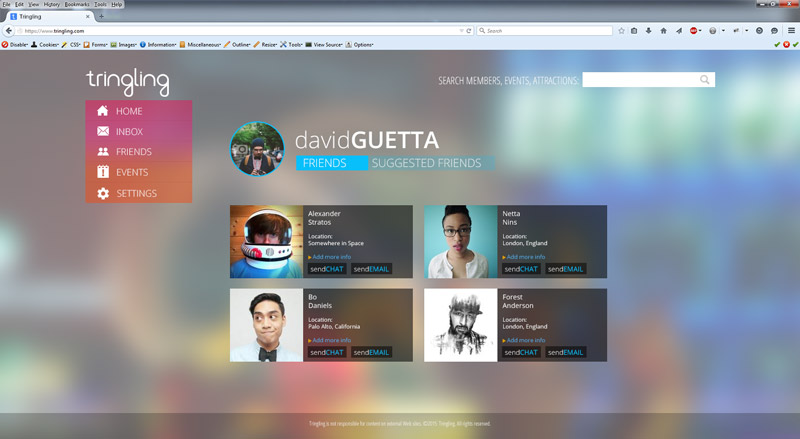 File Edit View History Bookmarks Tools Help
Tringling
https://www.tringling.com
Search
Disable Cookies CSS Forms Images Information Miscellaneous Outline Resize Tools View Source Options
tringling
SEARCH MEMBERS, EVENTS, ATTRACTIONS:
HOME
INBOX
FRIENDS
EVENTS
SETTINGS
davidGUETTA
FRIENDS SUGGESTED FRIENDS
Alexander
Stratos
Location:
Somewhere in Space
Add more info
sendCHAT sendEMAIL
Netta
Nins
Location:
London, England
Add more info
sendCHAT sendEMAIL
Bo
Daniels
Location:
Palo Alto, California
Add more info
sendCHAT sendEMAIL
Forest
Anderson
Location:
London, England
Add more info
sendCHAT sendEMAIL
Tringling is not responsible for content on external Web sites. ©2015. Tringling. All rights reserved.